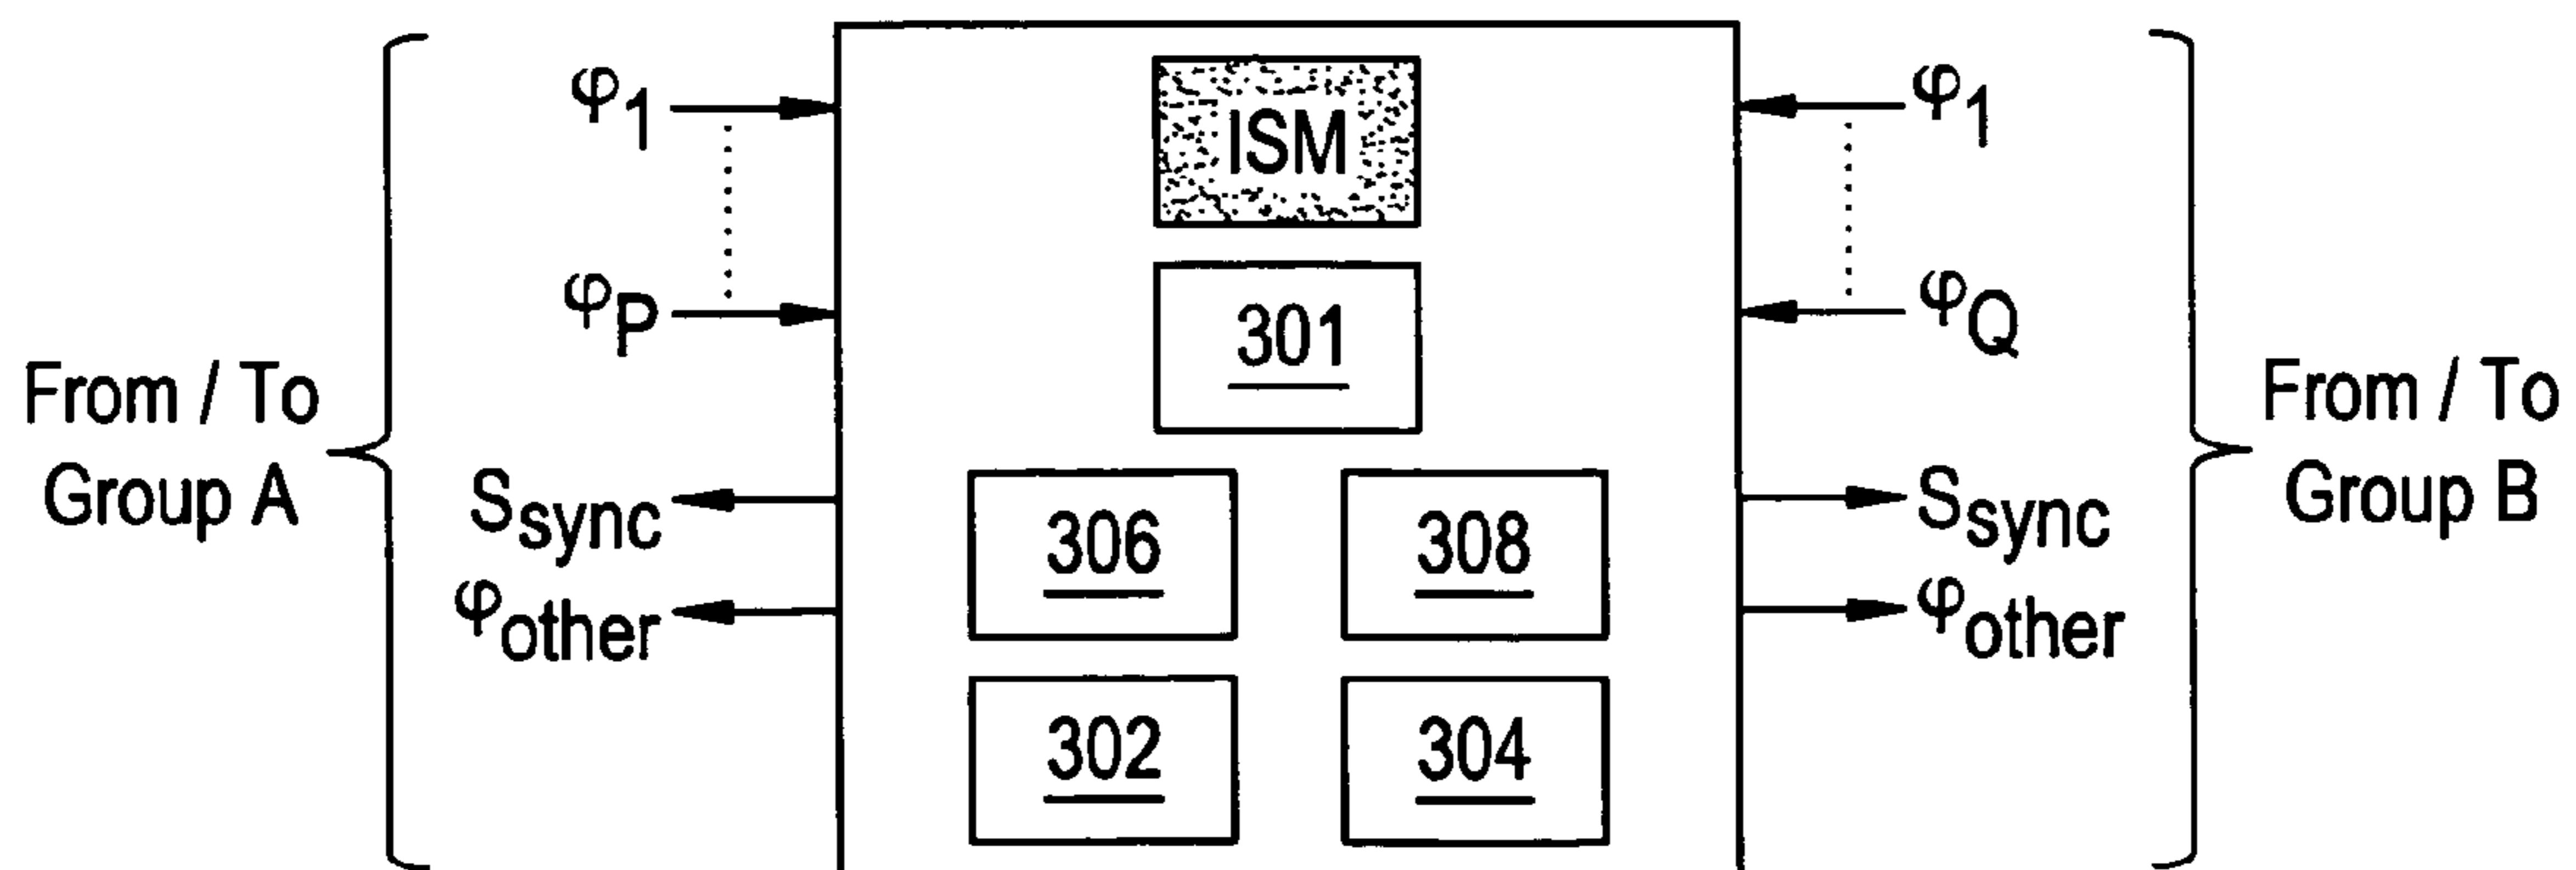 φ1
ISM
φ1
φP
301
φQ
From / To
Group A
From / To
Group B
Ssync
306
308
Ssync
φother
φother
302
304